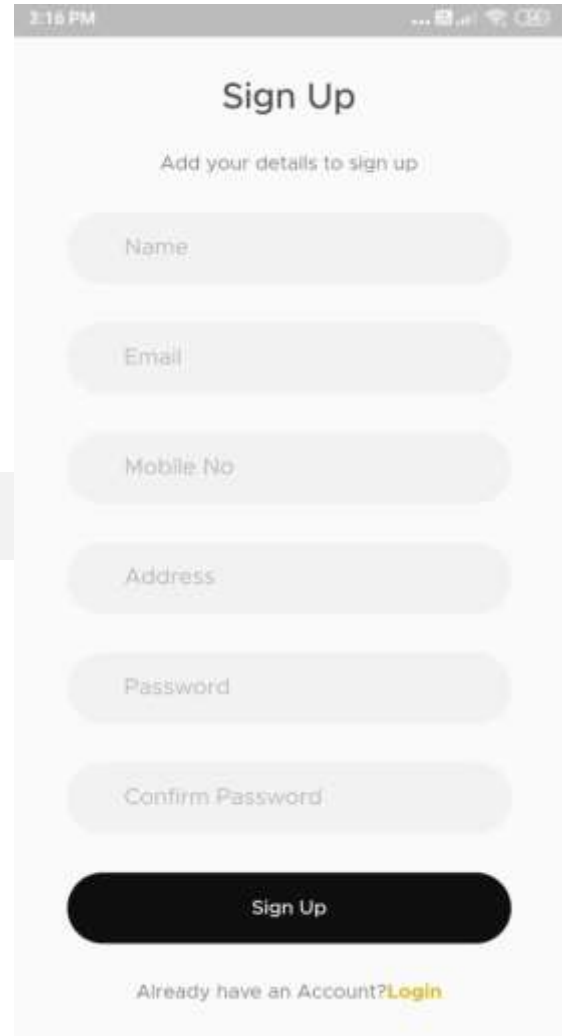 3:16 PM
Sign Up
Add your details to sign up
Name
Email
Mobile No
Address
Password
Confirm Password
Sign Up
Already have an Account?Login